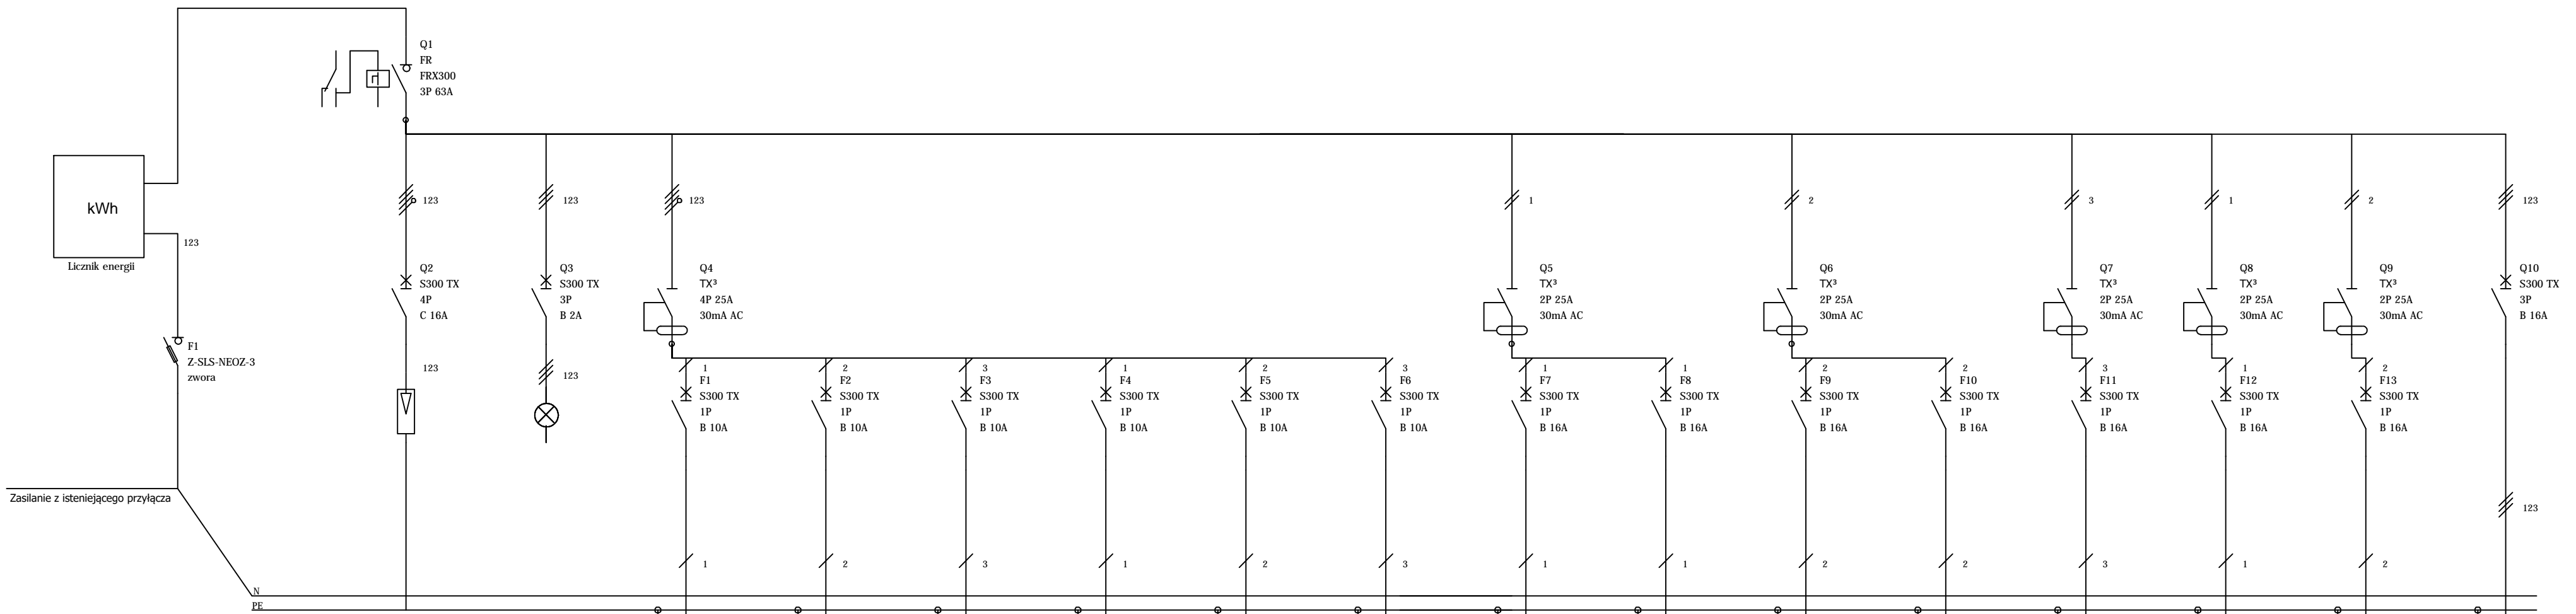 Q1
FR
FRX300
3P 63A
kWh
Licznik energii
123
F1
Z-SLS-NEOZ-3
zwora
Zasilanie z isteniejącego przyłącza
N
PE
123
Q2
S300 TX
4P
C 16A
123
123
Q3
S300 TX
3P
B 2A
123
123
Q4
TX³
4P 25A
30mA AC
1
F1
S300 TX
1P
B 10A
1
2
F2
S300 TX
1P
B 10A
2
3
F3
S300 TX
1P
B 10A
3
1
F4
S300 TX
1P
B 10A
1
2
F5
S300 TX
1P
B 10A
2
3
F6
S300 TX
1P
B 10A
3
1
Q5
TX³
2P 25A
30mA AC
1
F7
S300 TX
1P
B 16A
1
1
F8
S300 TX
1P
B 16A
1
2
Q6
TX³
2P 25A
30mA AC
2
F9
S300 TX
1P
B 16A
2
2
F10
S300 TX
1P
B 16A
2
3
Q7
TX³
2P 25A
30mA AC
3
F11
S300 TX
1P
B 16A
3
1
Q8
TX³
2P 25A
30mA AC
1
F12
S300 TX
1P
B 16A
1
2
Q9
TX³
2P 25A
30mA AC
2
F13
S300 TX
1P
B 16A
2
123
Q10
S300 TX
3P
B 16A
123